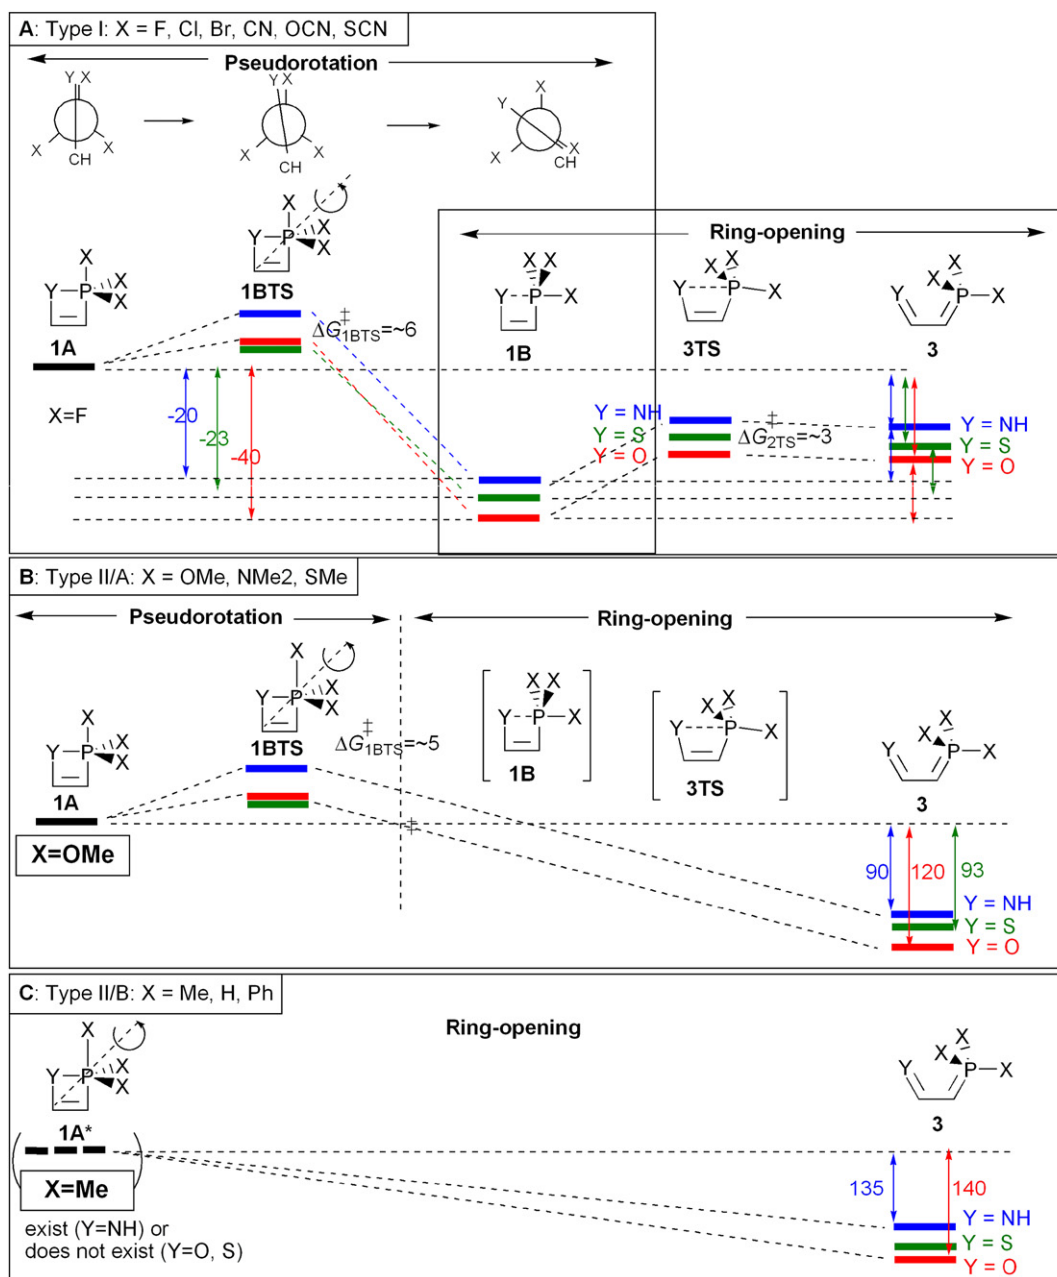 A: Type I: X = F, Cl, Br, CN, OCN, SCN
Pseudorotation
Y X
X X
CH
Y X
X X
CH
X
Y
X
X
CH
X
Y P X
X
1A
X=F
X
Y P X
X
1BTS
ΔG‡1BTS=~6
-20
-23
-40
Ring-opening
X X
Y P X
1B
X X
Y P X
3TS
X X
Y P X
3
Y = NH
Y = S
Y = O
ΔG‡2TS=~3
Y = NH
Y = S
Y = O
B: Type II/A: X = OMe, NMe2, SMe
Pseudorotation
Ring-opening
X
Y P X
X
1A
X=OMe
X
Y P X
X
1BTS
ΔG‡1BTS=~5
‡
X X
Y P X
1B
X X
Y P X
3TS
X X
Y P X
3
90
120
93
Y = NH
Y = S
Y = O
C: Type II/B: X = Me, H, Ph
Ring-opening
X
Y P X
X
1A*
X=Me
exist (Y=NH) or
does not exist (Y=O, S)
X X
Y P X
3
135
140
Y = NH
Y = S
Y = O